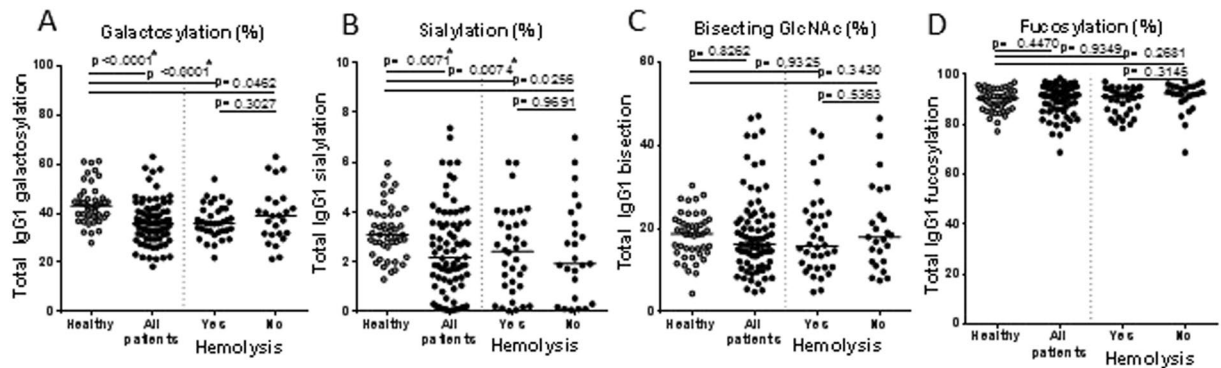 A
Galactosylation (%)
p <0.0001*
p <0.0001*
p = 0.0462
p = 0.3027
Total IgG1 galactosylation
100
80
60
40
20
0
Healthy
All patients
Yes
No
Hemolysis
B
Sialylation (%)
p = 0.0071*
p = 0.0074*
p = 0.0256
p = 0.9691
Total IgG1 sialylation
10
8
6
4
2
0
Healthy
All patients
Yes
No
Hemolysis
C
Bisecting GlcNAc (%)
p = 0.8262
p = 0.9325
p = 0.3430
p = 0.5363
Total IgG1 bisection
60
40
20
0
Healthy
All patients
Yes
No
Hemolysis
D
Fucosylation (%)
p = 0.4470
p = 0.9349
p = 0.2681
p = 0.3145
Total IgG1 fucosylation
100
80
60
40
20
0
Healthy
All patients
Yes
No
Hemolysis